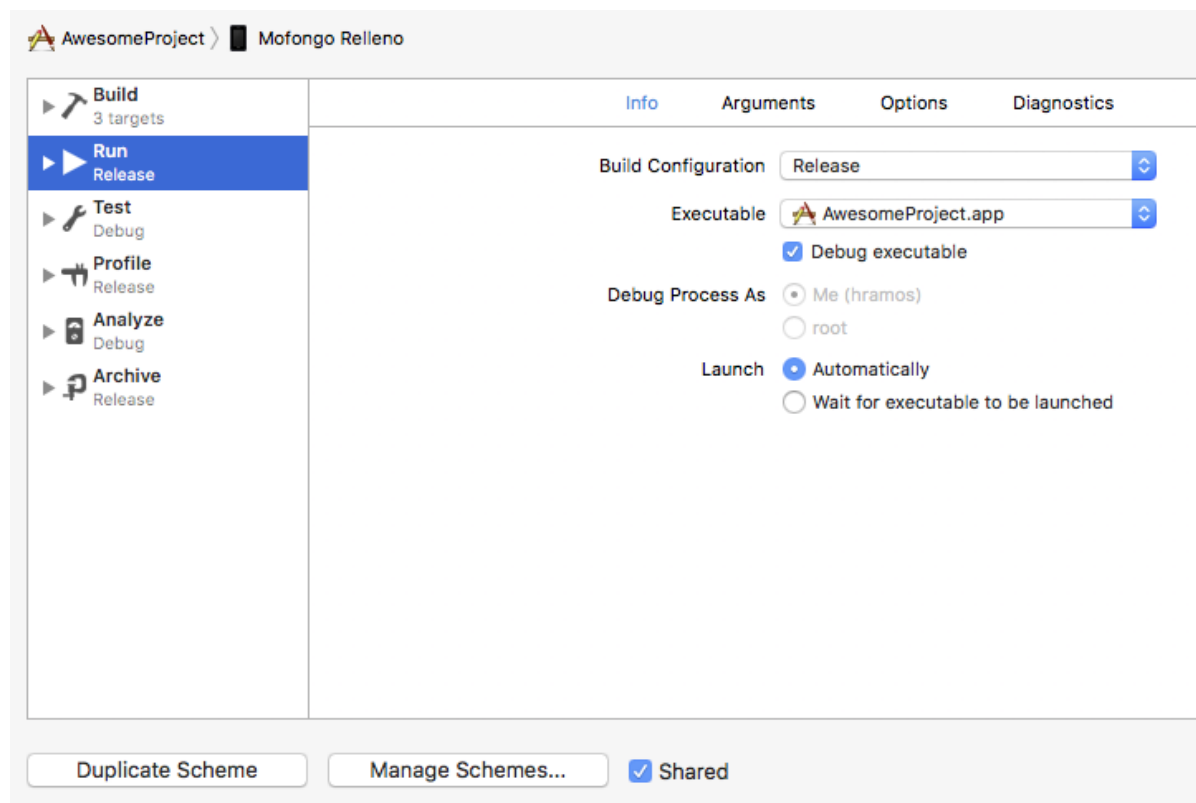 AwesomeProject 〉 Mofongo Relleno
Build
3 targets
Run
Release
Test
Debug
Profile
Release
Analyze
Debug
Archive
Release
Info Arguments Options Diagnostics
Build Configuration Release
Executable AwesomeProject.app
Debug executable
Debug Process As Me (hramos)
root
Launch Automatically
Wait for executable to be launched
Duplicate Scheme Manage Schemes... Shared